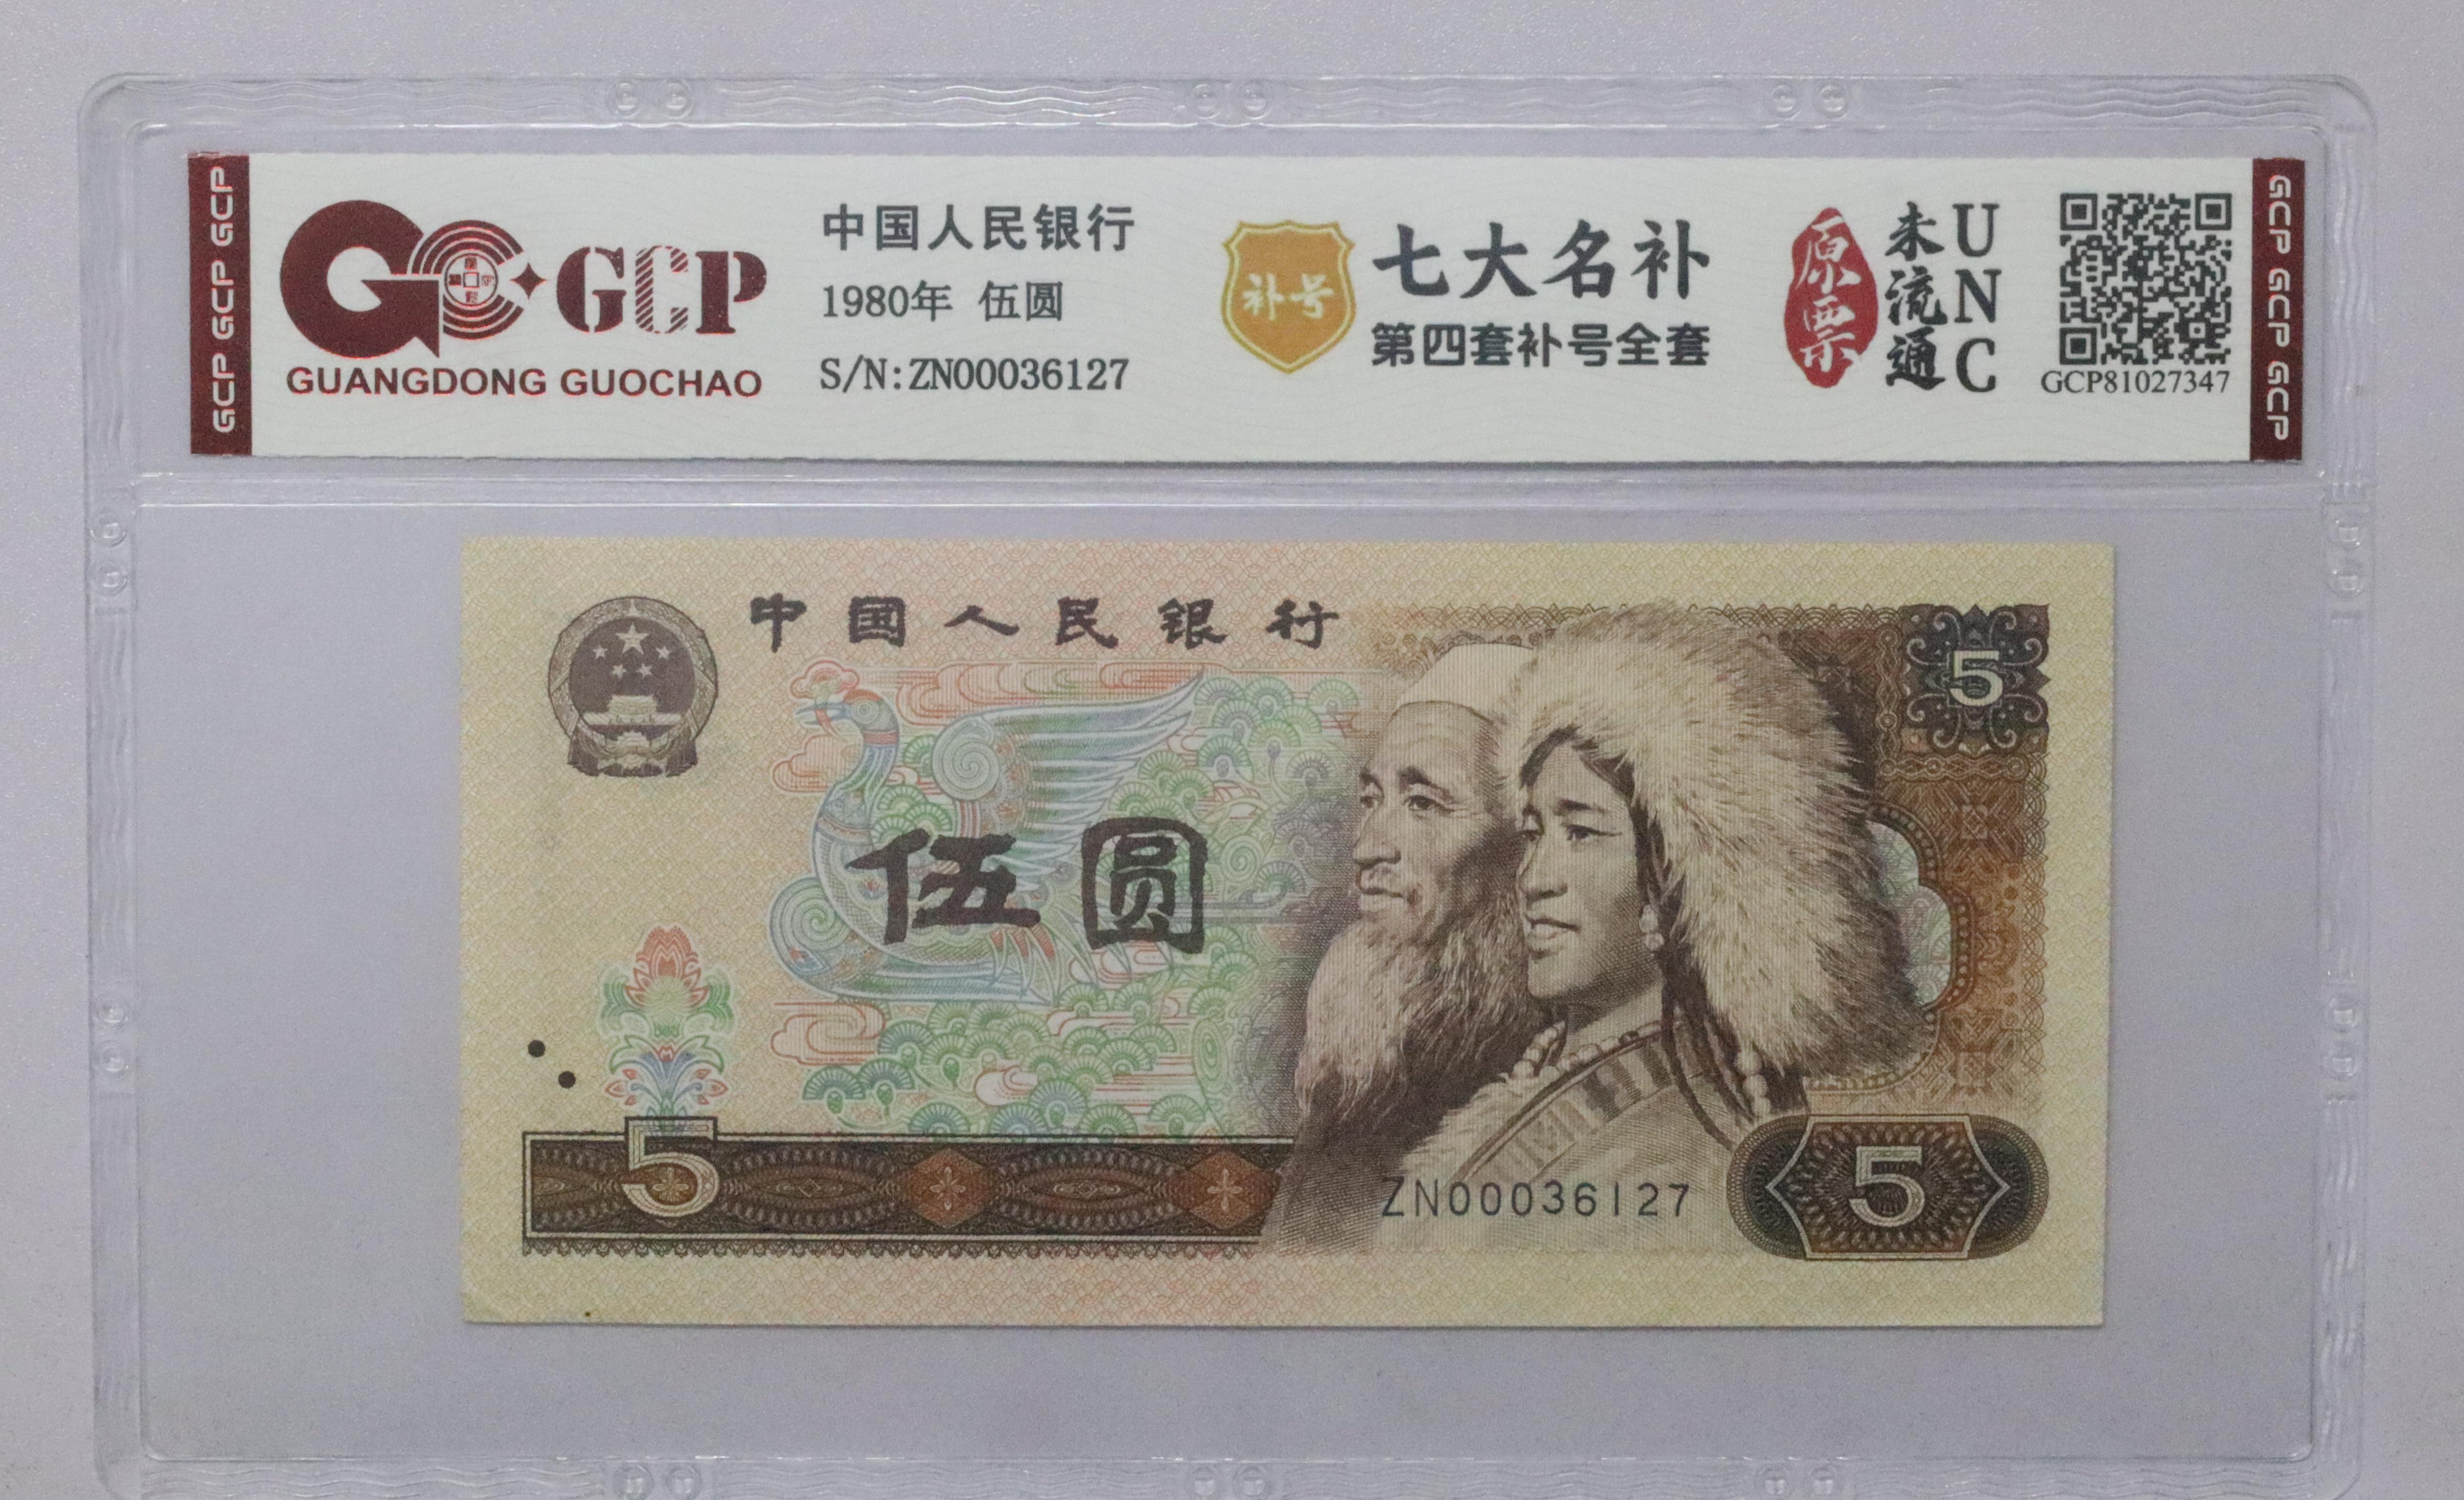 GCP GCP GCP
GCP
GUANGDONG GUOCHAO
中国人民银行
1980年 伍圆
S/N:ZN00036127
补号
七大名补
第四套补号全套
原票
未流通
UNC
GCP81027347
GCP GCP GCP
中国人民银行
5
伍圆
5
ZN00036127
5